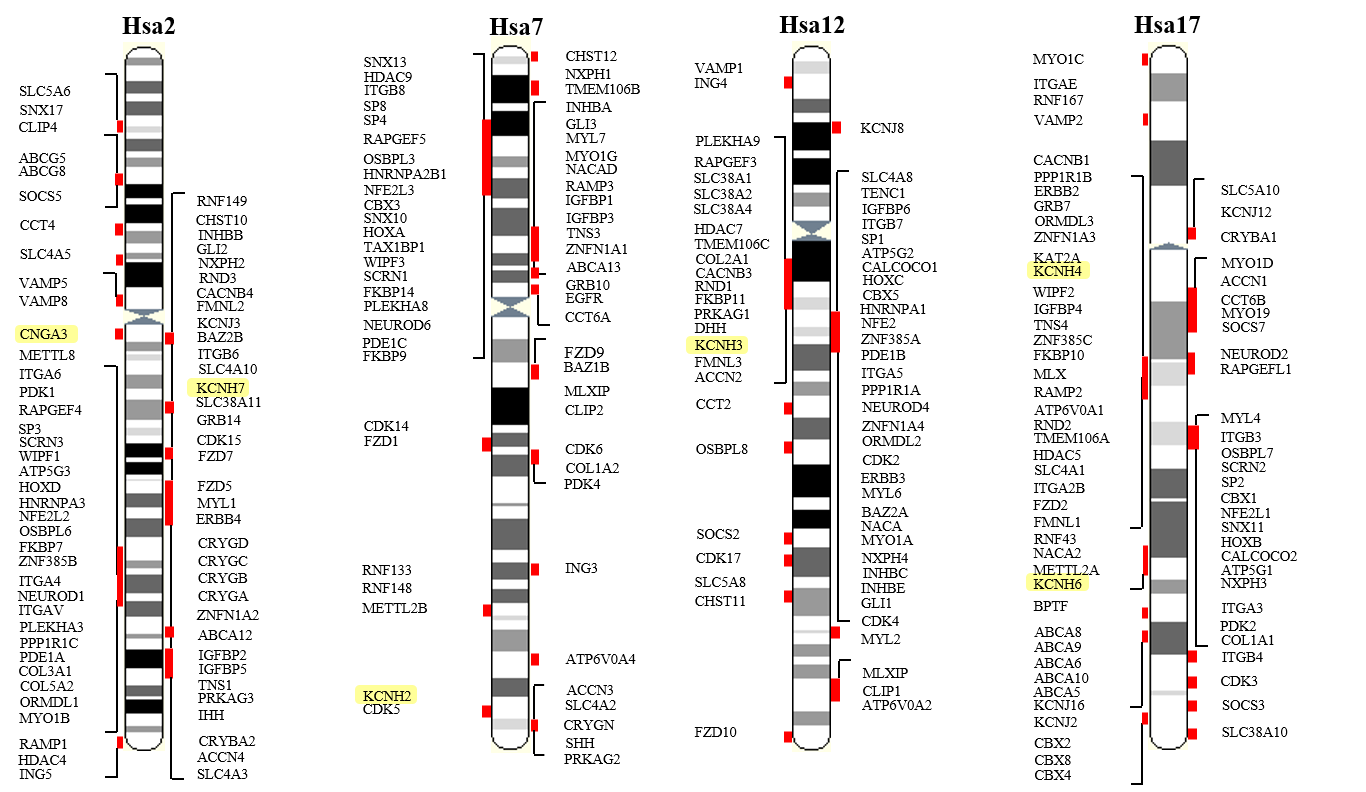 Hsa2
SLC5A6
SNX17
CLIP4
ABCG5
ABCG8
SOCS5
CCT4
SLC4A5
VAMP5
VAMP8
CNGA3
METTL8
ITGA6
PDK1
RAPGEF4
SP3
SCRN3
WIPF1
ATP5G3
HOXD
HNRNPA3
NFE2L2
OSBPL6
FKBP7
ZNF385B
ITGA4
NEUROD1
ITGAV
PLEKHA3
PPP1R1C
PDE1A
COL3A1
COL5A2
ORMDL1
MYO1B
RAMP1
HDAC4
ING5
RNF149
CHST10
INHBB
GLI2
NXPH2
RND3
CACNB4
FMNL2
KCNJ3
BAZ2B
ITGB6
SLC4A10
KCNH7
SLC38A11
GRB14
CDK15
FZD7
FZD5
MYL1
ERBB4
CRYGD
CRYGC
CRYGB
CRYGA
ZNFN1A2
ABCA12
IGFBP2
IGFBP5
TNS1
PRKAG3
IHH
CRYBA2
ACCN4
SLC4A3
Hsa7
SNX13
HDAC9
ITGB8
SP8
SP4
RAPGEF5
OSBPL3
HNRNPA2B1
NFE2L3
CBX3
SNX10
HOXA
TAX1BP1
WIPF3
SCRN1
FKBP14
PLEKHA8
NEUROD6
PDE1C
FKBP9
CDK14
FZD1
RNF133
RNF148
METTL2B
KCNH2
CDK5
CHST12
NXPH1
TMEM106B
INHBA
GLI3
MYL7
MYO1G
NACAD
RAMP3
IGFBP1
IGFBP3
TNS3
ZNFN1A1
ABCA13
GRB10
EGFR
CCT6A
FZD9
BAZ1B
MLXIP
CLIP2
CDK6
COL1A2
PDK4
ING3
ATP6V0A4
ACCN3
SLC4A2
CRYGN
SHH
PRKAG2
Hsa12
VAMP1
ING4
PLEKHA9
RAPGEF3
SLC38A1
SLC38A2
SLC38A4
HDAC7
TMEM106C
COL2A1
CACNB3
RND1
FKBP11
PRKAG1
DHH
KCNH3
FMNL3
ACCN2
CCT2
OSBPL8
SOCS2
CDK17
SLC5A8
CHST11
FZD10
KCNJ8
SLC4A8
TENC1
IGFBP6
ITGB7
SP1
ATP5G2
CALCOCO1
HOXC
CBX5
HNRNPA1
NFE2
ZNF385A
PDE1B
ITGA5
PPP1R1A
NEUROD4
ZNFN1A4
ORMDL2
CDK2
ERBB3
MYL6
BAZ2A
NACA
MYO1A
NXPH4
INHBC
INHBE
GLI1
CDK4
MYL2
MLXIP
CLIP1
ATP6V0A2
Hsa17
MYO1C
ITGAE
RNF167
VAMP2
CACNB1
PPP1R1B
ERBB2
GRB7
ORMDL3
ZNFN1A3
KAT2A
KCNH4
WIPF2
IGFBP4
TNS4
ZNF385C
FKBP10
MLX
RAMP2
ATP6V0A1
RND2
TMEM106A
HDAC5
SLC4A1
ITGA2B
FZD2
FMNL1
RNF43
NACA2
METTL2A
KCNH6
BPTF
ABCA8
ABCA9
ABCA6
ABCA10
ABCA5
KCNJ16
KCNJ2
CBX2
CBX8
CBX4
SLC5A10
KCNJ12
CRYBA1
MYO1D
ACCN1
CCT6B
MYO19
SOCS7
NEUROD2
RAPGEFL1
MYL4
ITGB3
OSBPL7
SCRN2
SP2
CBX1
NFE2L1
SNX11
HOXB
CALCOCO2
ATP5G1
NXPH3
ITGA3
PDK2
COL1A1
ITGB4
CDK3
SOCS3
SLC38A10